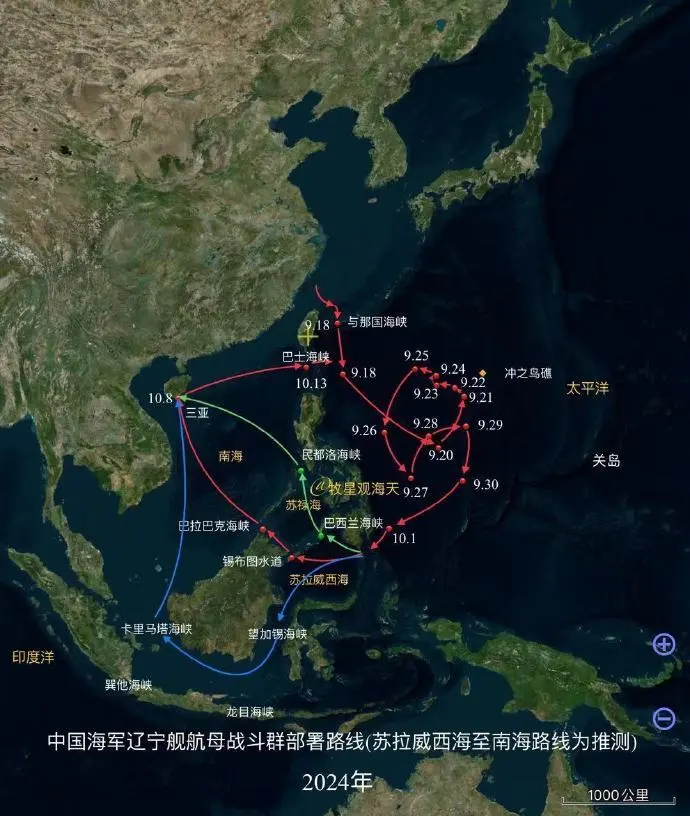 9.18
与那国海峡
巴士海峡
10.13
9.18
9.25
9.24
9.23
9.22
9.21
冲之鸟礁
太平洋
10.8
三亚
9.26
9.28
9.20
9.29
关岛
南海
民都洛海峡
@牧星观海天
9.27
9.30
苏禄海
巴拉巴克海峡
巴西兰海峡
10.1
锡布图水道
苏拉威西海
卡里马塔海峡
望加锡海峡
印度洋
巽他海峡
龙目海峡
中国海军辽宁舰航母战斗群部署路线(苏拉威西海至南海路线为推测)
2024年
1000公里